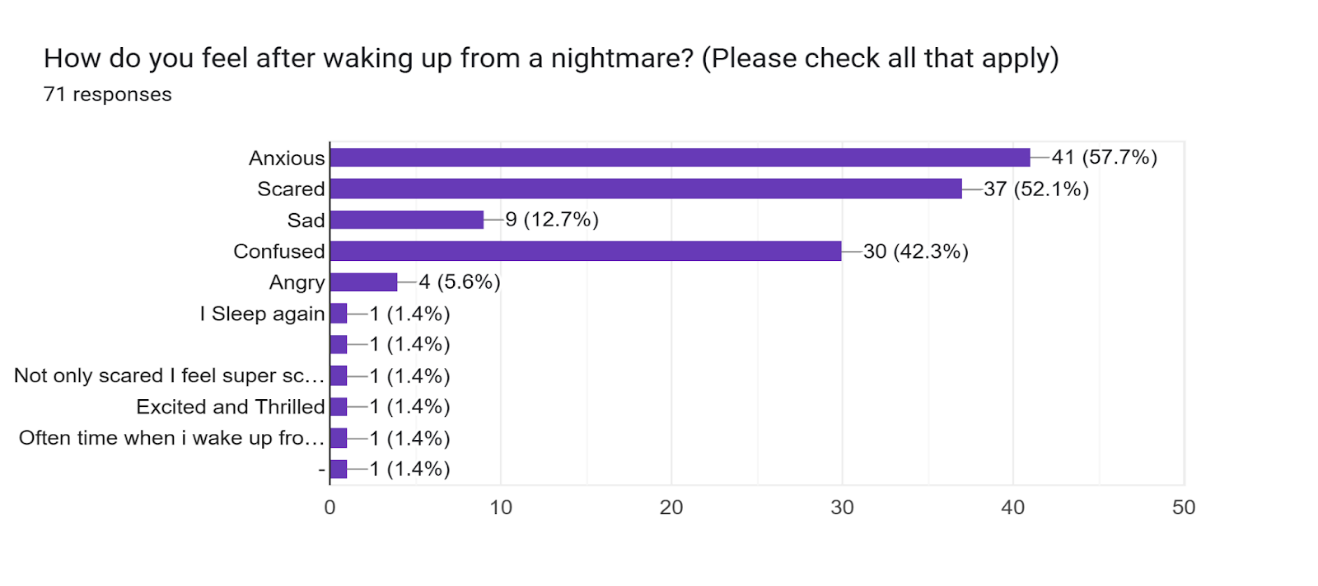 How do you feel after waking up from a nightmare? (Please check all that apply)
71 responses
Anxious 41 (57.7%)
Scared 37 (52.1%)
Sad 9 (12.7%)
Confused 30 (42.3%)
Angry 4 (5.6%)
I Sleep again 1 (1.4%)
1 (1.4%)
Not only scared I feel super sc... 1 (1.4%)
Excited and Thrilled 1 (1.4%)
Often time when i wake up fro... 1 (1.4%)
- 1 (1.4%)
0 10 20 30 40 50